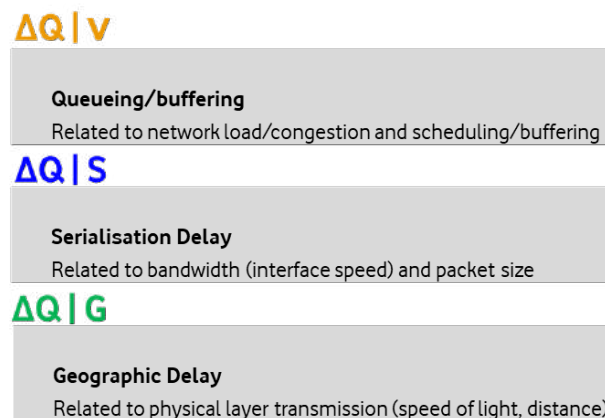 ΔQ | v
Queueing/buffering
Related to network load/congestion and scheduling/buffering
ΔQ | S
Serialisation Delay
Related to bandwidth (interface speed) and packet size
ΔQ | G
Geographic Delay
Related to physical layer transmission (speed of light, distance)